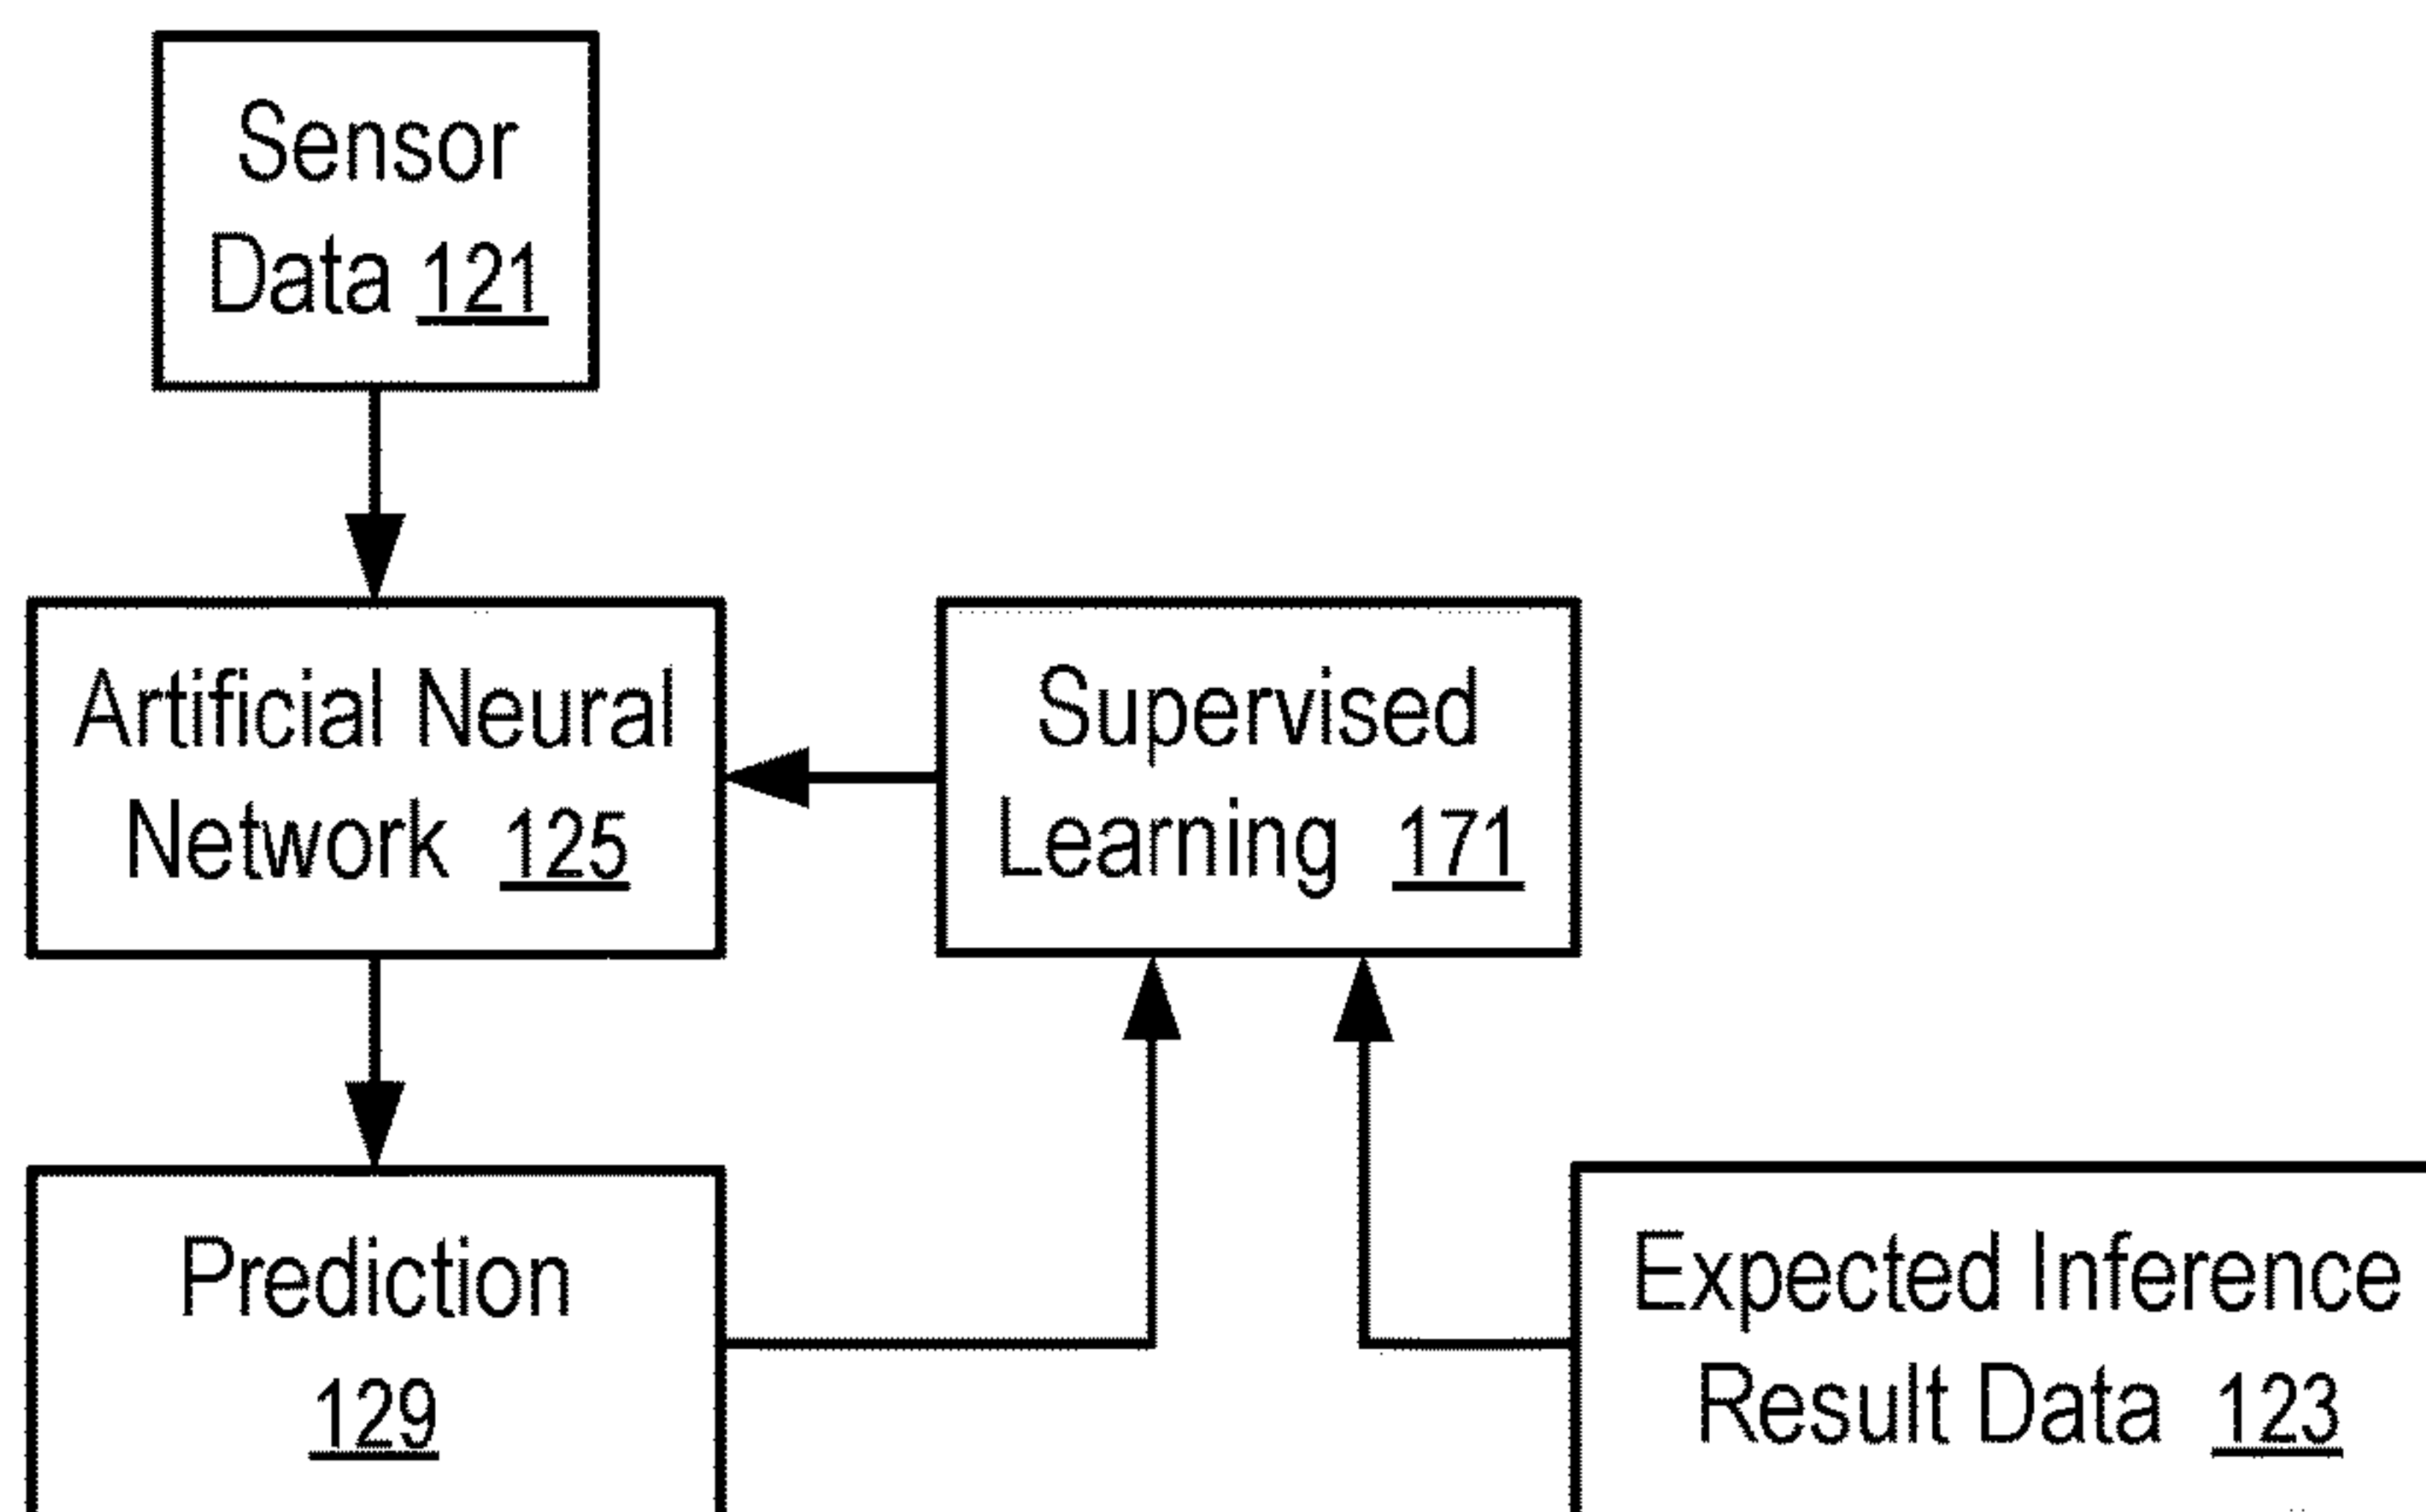 Sensor
Data 121
Artificial Neural
Network 125
Supervised
Learning 171
Prediction
129
Expected Inference
Result Data 123